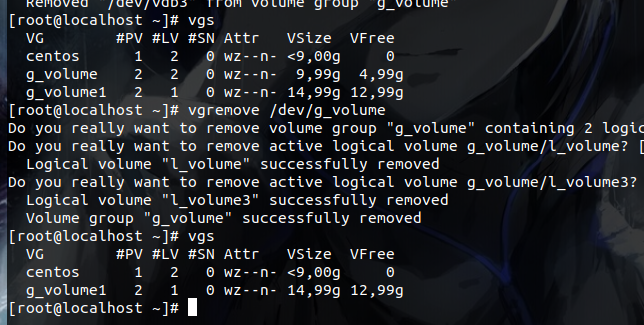 Removed "/dev/vdb3" from volume group "g_volume"
[root@localhost ~]# vgs
VG #PV #LV #SN Attr VSize VFree
centos 1 2 0 wz--n- <9,00g 0
g_volume 2 2 0 wz--n- 9,99g 4,99g
g_volume1 2 1 0 wz--n- 14,99g 12,99g
[root@localhost ~]# vgremove /dev/g_volume
Do you really want to remove volume group "g_volume" containing 2 logic
Do you really want to remove active logical volume g_volume/l_volume? [
Logical volume "l_volume" successfully removed
Do you really want to remove active logical volume g_volume/l_volume3?
Logical volume "l_volume3" successfully removed
Volume group "g_volume" successfully removed
[root@localhost ~]# vgs
VG #PV #LV #SN Attr VSize VFree
centos 1 2 0 wz--n- <9,00g 0
g_volume1 2 1 0 wz--n- 14,99g 12,99g
[root@localhost ~]#